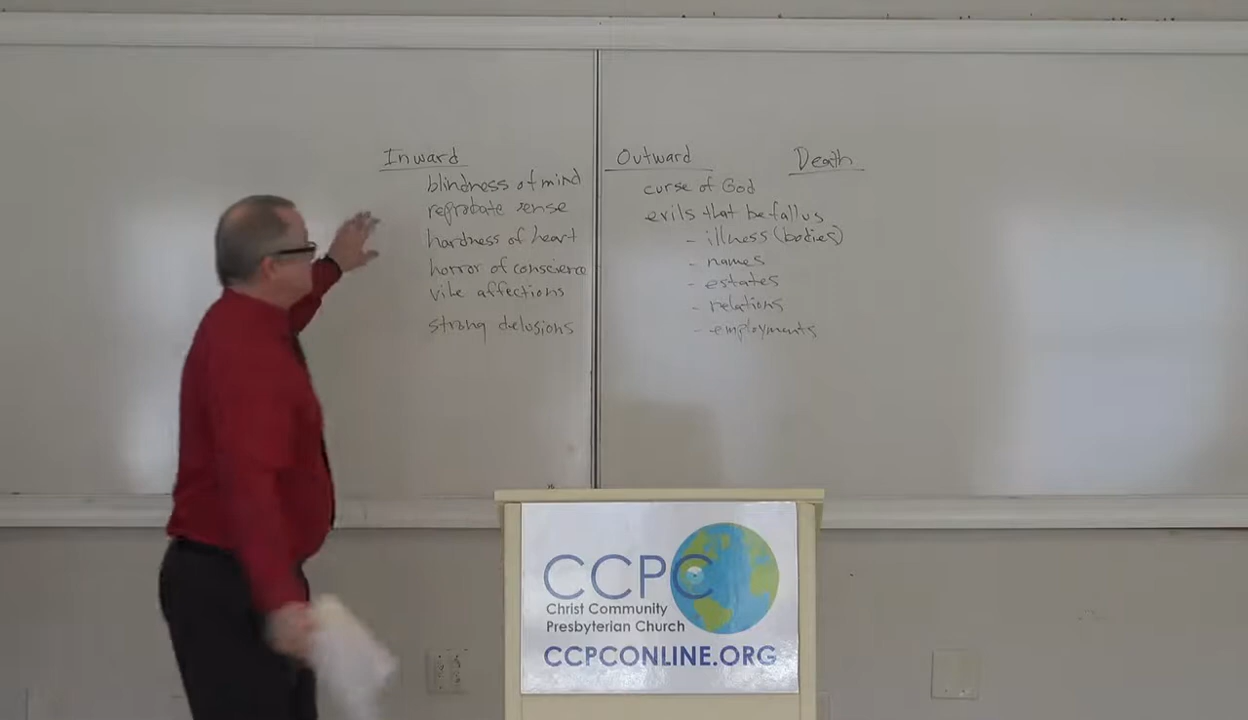 Inward
blindness of mind
reprobate sense
hardness of heart
horror of conscience
vile affections
strong delusions
Outward
curse of God
evils that befall us
- illness (bodies)
- names
- estates
- relations
- employments
Death
CCPC
Christ Community
Presbyterian Church
CCPCONLINE.ORG